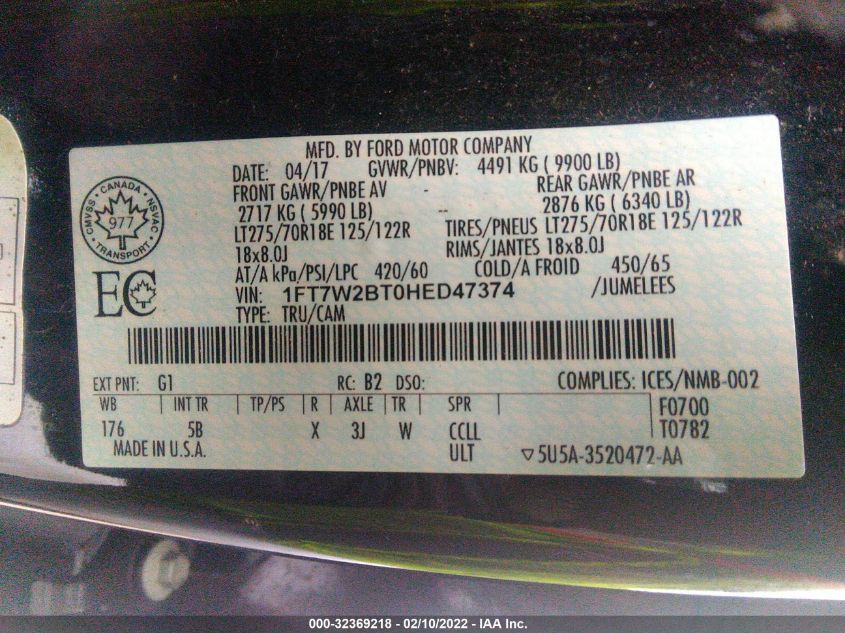 MFD. BY FORD MOTOR COMPANY
DATE: 04/17 GVWR/PNBV: 4491 KG ( 9900 LB)
FRONT GAWR/PNBE AV - REAR GAWR/PNBE AR
2717 KG ( 5990 LB) -- 2876 KG ( 6340 LB)
LT275/70R18E 125/122R TIRES/PNEUS LT275/70R18E 125/122R
18x8.0J RIMS/JANTES 18x8.0J
AT/A kPa/PSI/LPC 420/60 COLD/A FROID 450/65
VIN: 1FT7W2BT0HED47374 /JUMELEES
TYPE: TRU/CAM
CANADA
CMVSS NSVAC
977
TRANSPORT
EC
EXT PNT: G1 RC: B2 DSO: COMPLIES: ICES/NMB-002
WB INT TR TP/PS R AXLE TR SPR F0700
176 5B X 3J W CCLL T0782
MADE IN U.S.A. ULT ▽5U5A-3520472-AA
000-32369218 - 02/10/2022 - IAA Inc.